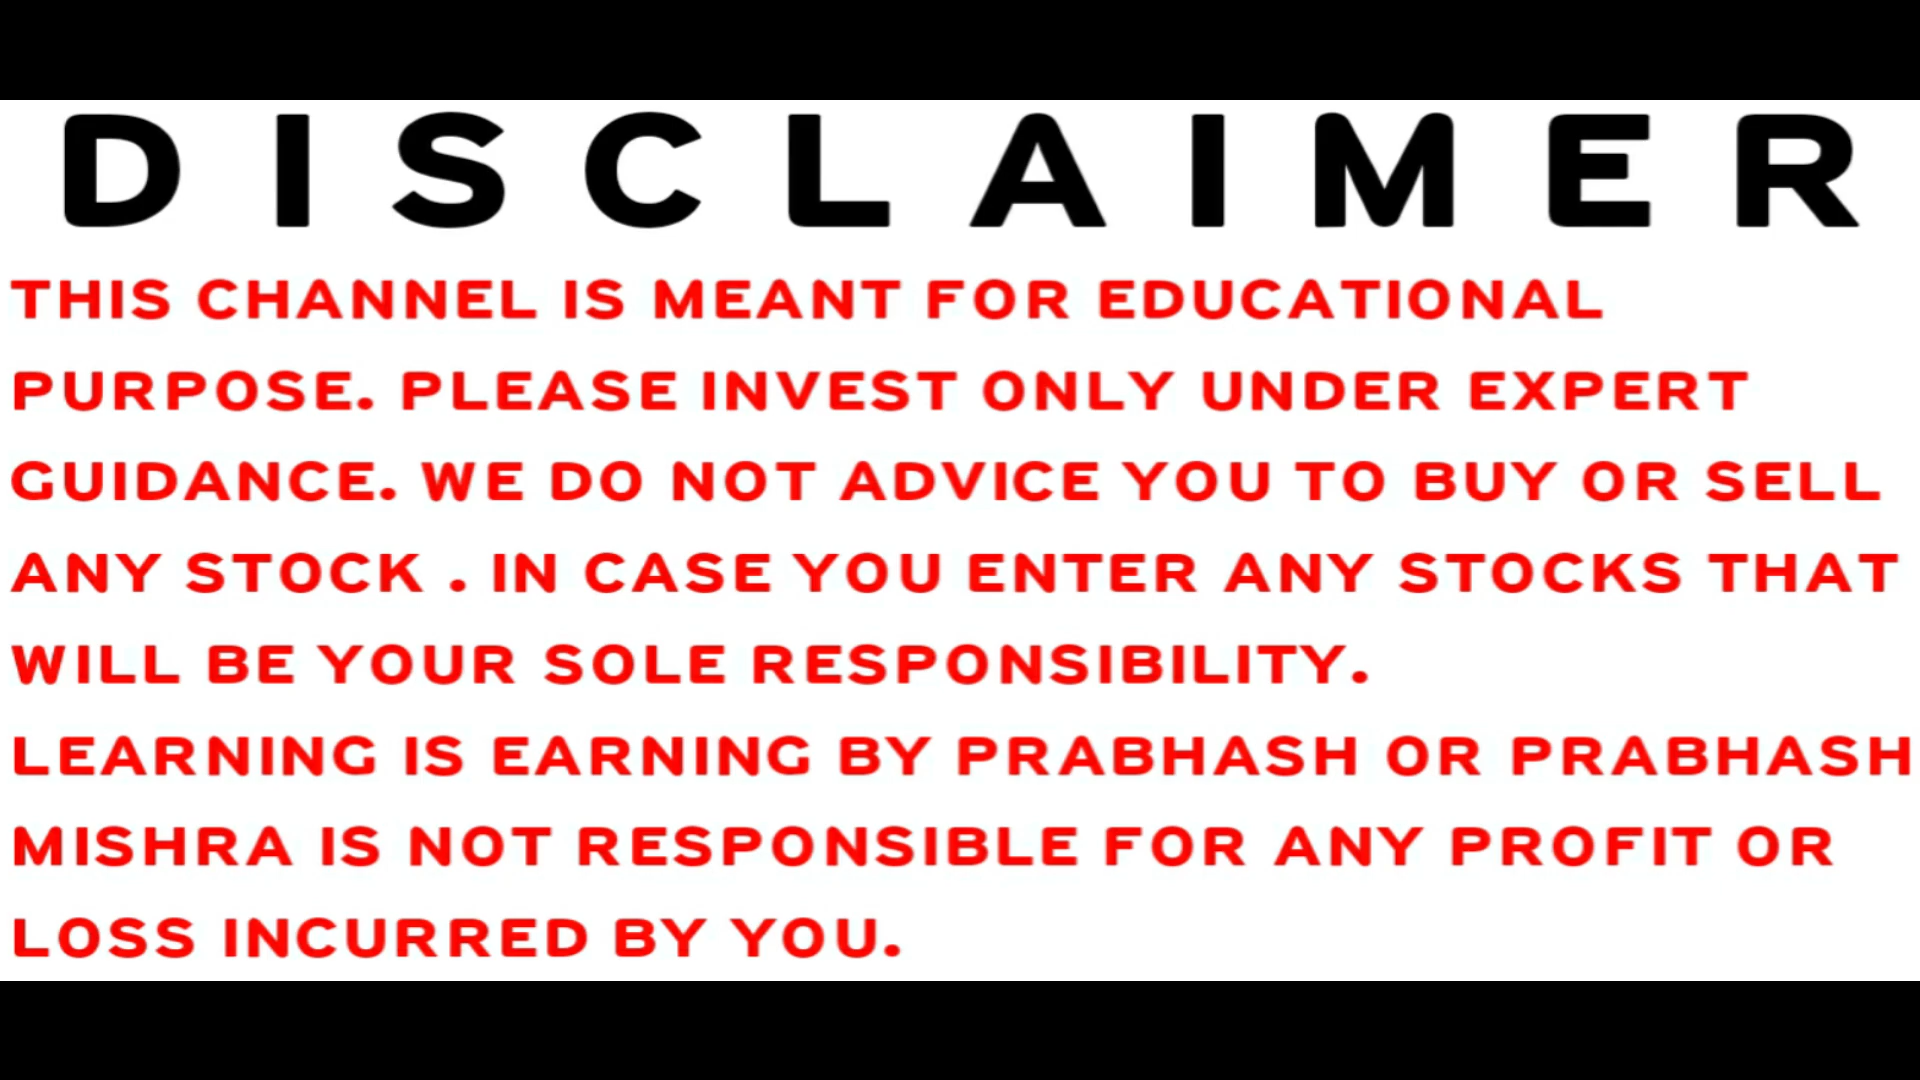 DISCLAIMER
THIS CHANNEL IS MEANT FOR EDUCATIONAL
PURPOSE. PLEASE INVEST ONLY UNDER EXPERT
GUIDANCE. WE DO NOT ADVICE YOU TO BUY OR SELL
ANY STOCK . IN CASE YOU ENTER ANY STOCKS THAT
WILL BE YOUR SOLE RESPONSIBILITY.
LEARNING IS EARNING BY PRABHASH OR PRABHASH
MISHRA IS NOT RESPONSIBLE FOR ANY PROFIT OR
LOSS INCURRED BY YOU.